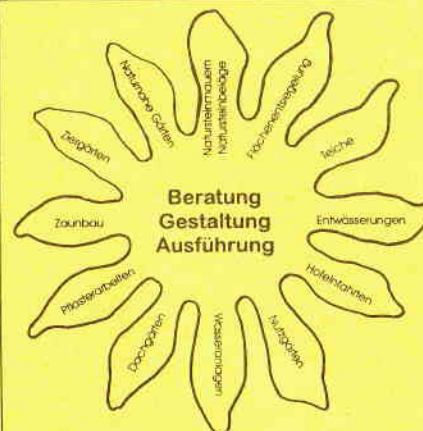 Beratung
Gestaltung
Ausführung
Natursteinmauern
Natursteinbeläge
Flächenentsiegelung
Teiche
Entwässerungen
Hofeinfahrten
Nutzgärten
Wasseranlagen
Dachgärten
Pflasterarbeiten
Zaunbau
Ziergärten
Naturnahe Gärten